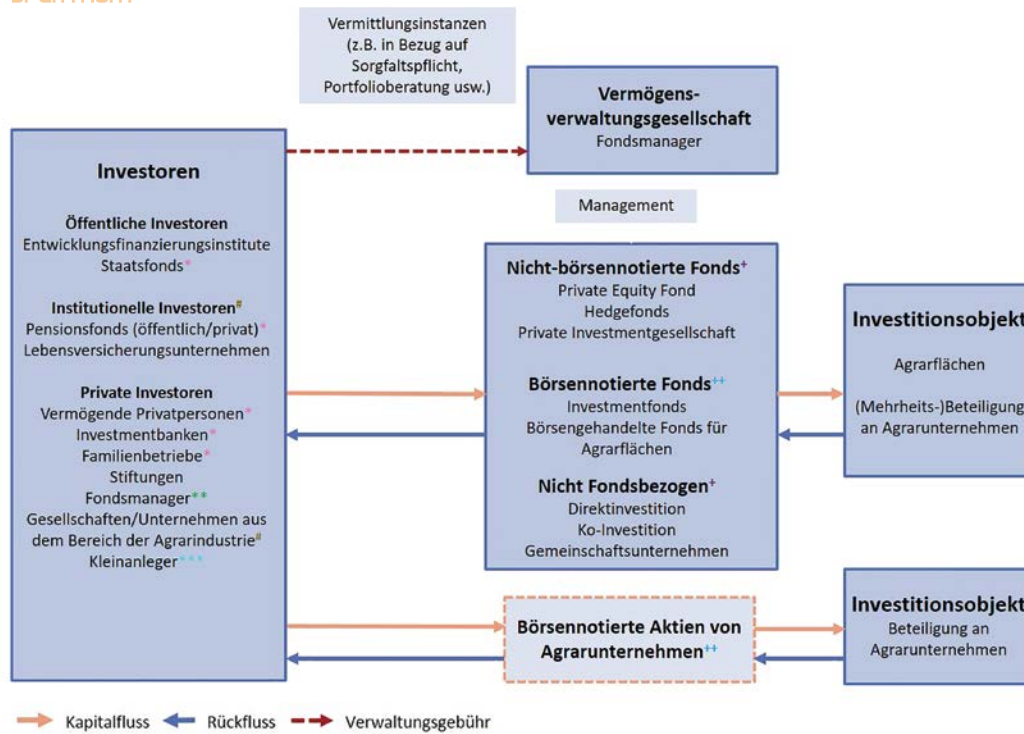 Vermittlungsinstanzen
(z.B. in Bezug auf
Sorgfaltspflicht,
Portfolioberatung usw.)
Vermögens-
verwaltungsgesellschaft
Fondsmanager
Management
Investoren
Öffentliche Investoren
Entwicklungsfinanzierungsinstitute
Staatsfonds*
Institutionelle Investoren#
Pensionsfonds (öffentlich/privat)*
Lebensversicherungsunternehmen
Private Investoren
Vermögende Privatpersonen*
Investmentbanken*
Familienbetriebe*
Stiftungen
Fondsmanager**
Gesellschaften/Unternehmen aus
dem Bereich der Agrarindustrie#
Kleinanleger***
Nicht-börsennotierte Fonds+
Private Equity Fond
Hedgefonds
Private Investmentgesellschaft
Börsennotierte Fonds++
Investmentfonds
Börsengehandelte Fonds für
Agrarflächen
Nicht Fondsbezogen+
Direktinvestition
Ko-Investition
Gemeinschaftsunternehmen
Investitionsobjekt
Agrarflächen
(Mehrheits-)Beteiligung
an Agrarunternehmen
Börsennotierte Aktien von
Agrarunternehmen++
Investitionsobjekt
Beteiligung an
Agrarunternehmen
Kapitalfluss
Rückfluss
Verwaltungsgebühr